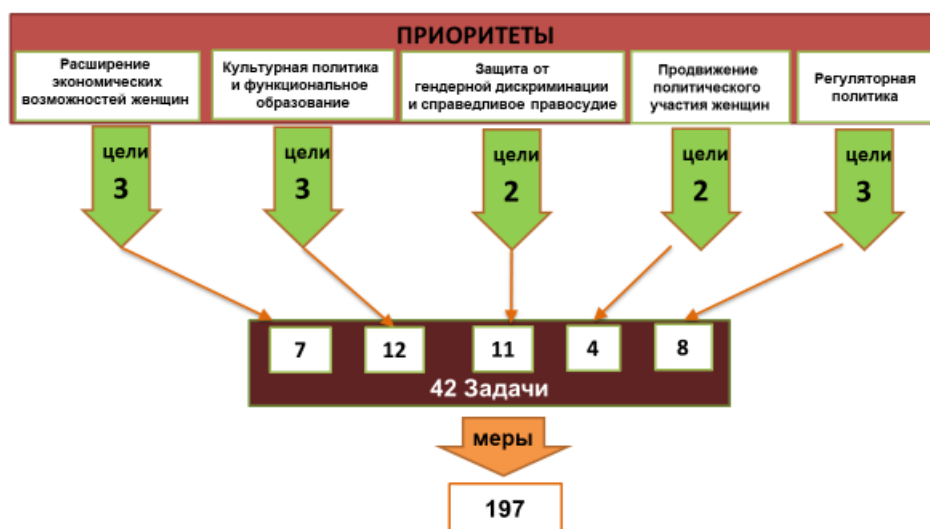 ПРИОРИТЕТЫ
Расширение
экономических
возможностей женщин
Культурная политика
и функциональное
образование
Защита от
гендерной дискриминации
и справедливое правосудие
Продвижение
политического
участия женщин
Регуляторная
политика
цели
3
цели
3
цели
2
цели
2
цели
3
7
12
11
4
8
42 Задачи
меры
197